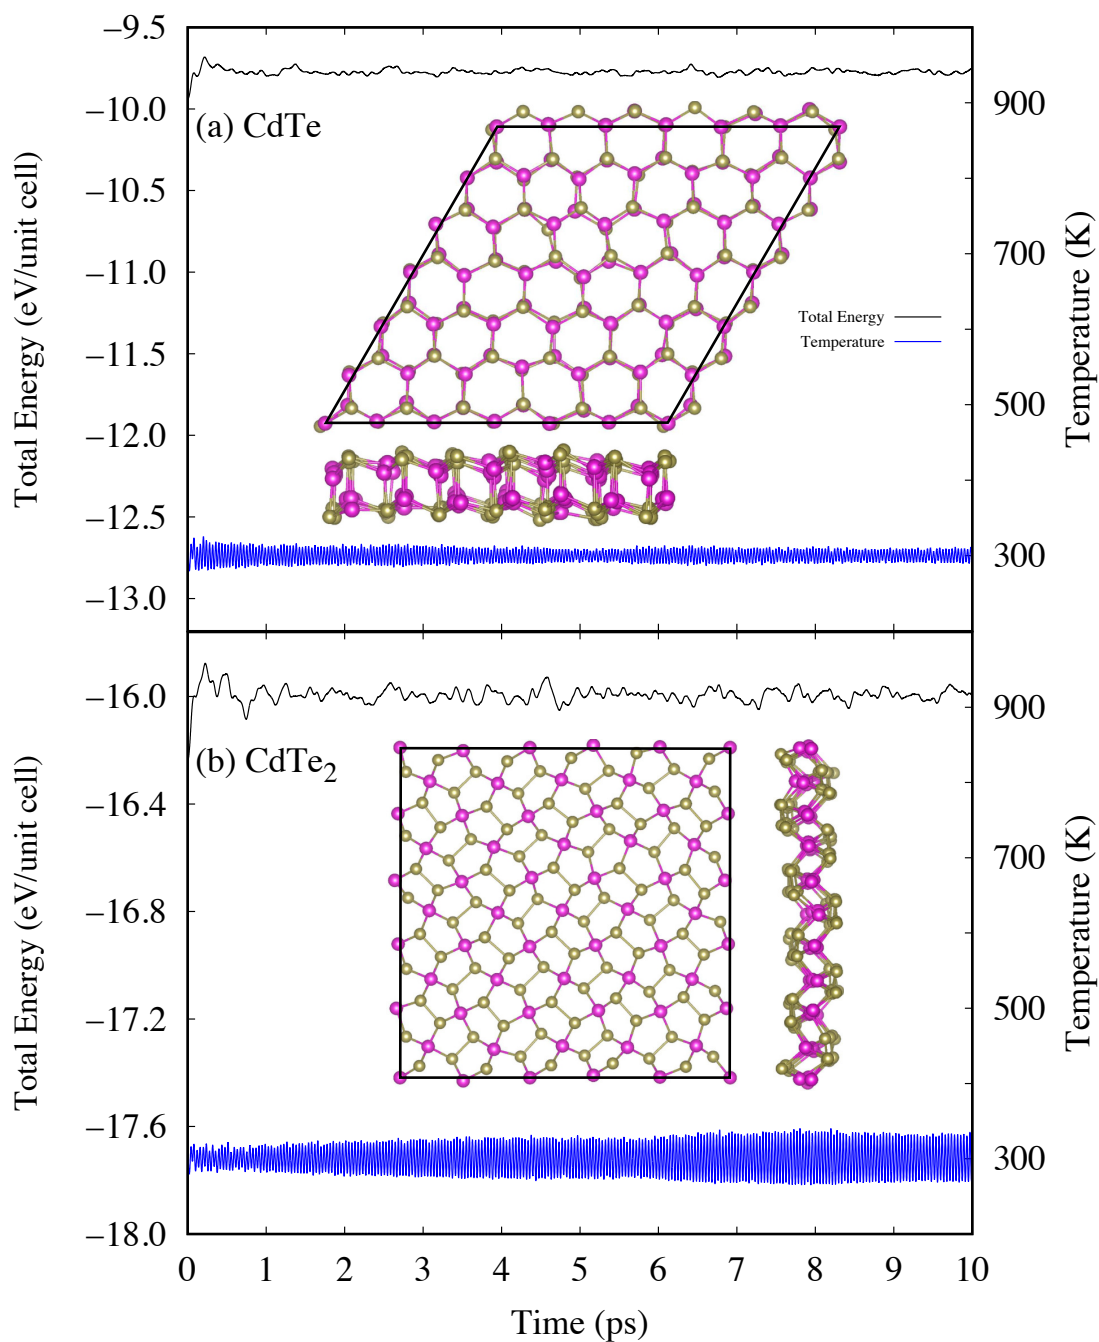 −9.5
−10.0
−10.5
−11.0
−11.5
−12.0
−12.5
−13.0
Total Energy (eV/unit cell)
(a) CdTe
Total Energy
Temperature
900
700
500
300
Temperature (K)
−16.0
−16.4
−16.8
−17.2
−17.6
−18.0
Total Energy (eV/unit cell)
(b) CdTe₂
900
700
500
300
Temperature (K)
0 1 2 3 4 5 6 7 8 9 10
Time (ps)